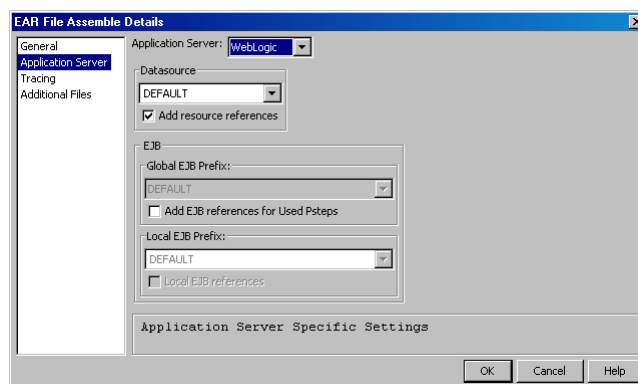 EAR File Assemble Details
General
Application Server
Tracing
Additional Files
Application Server: WebLogic
Datasource
DEFAULT
Add resource references
EJB
Global EJB Prefix:
DEFAULT
Add EJB references for Used Psteps
Local EJB Prefix:
DEFAULT
Local EJB references
Application Server Specific Settings
OK Cancel Help